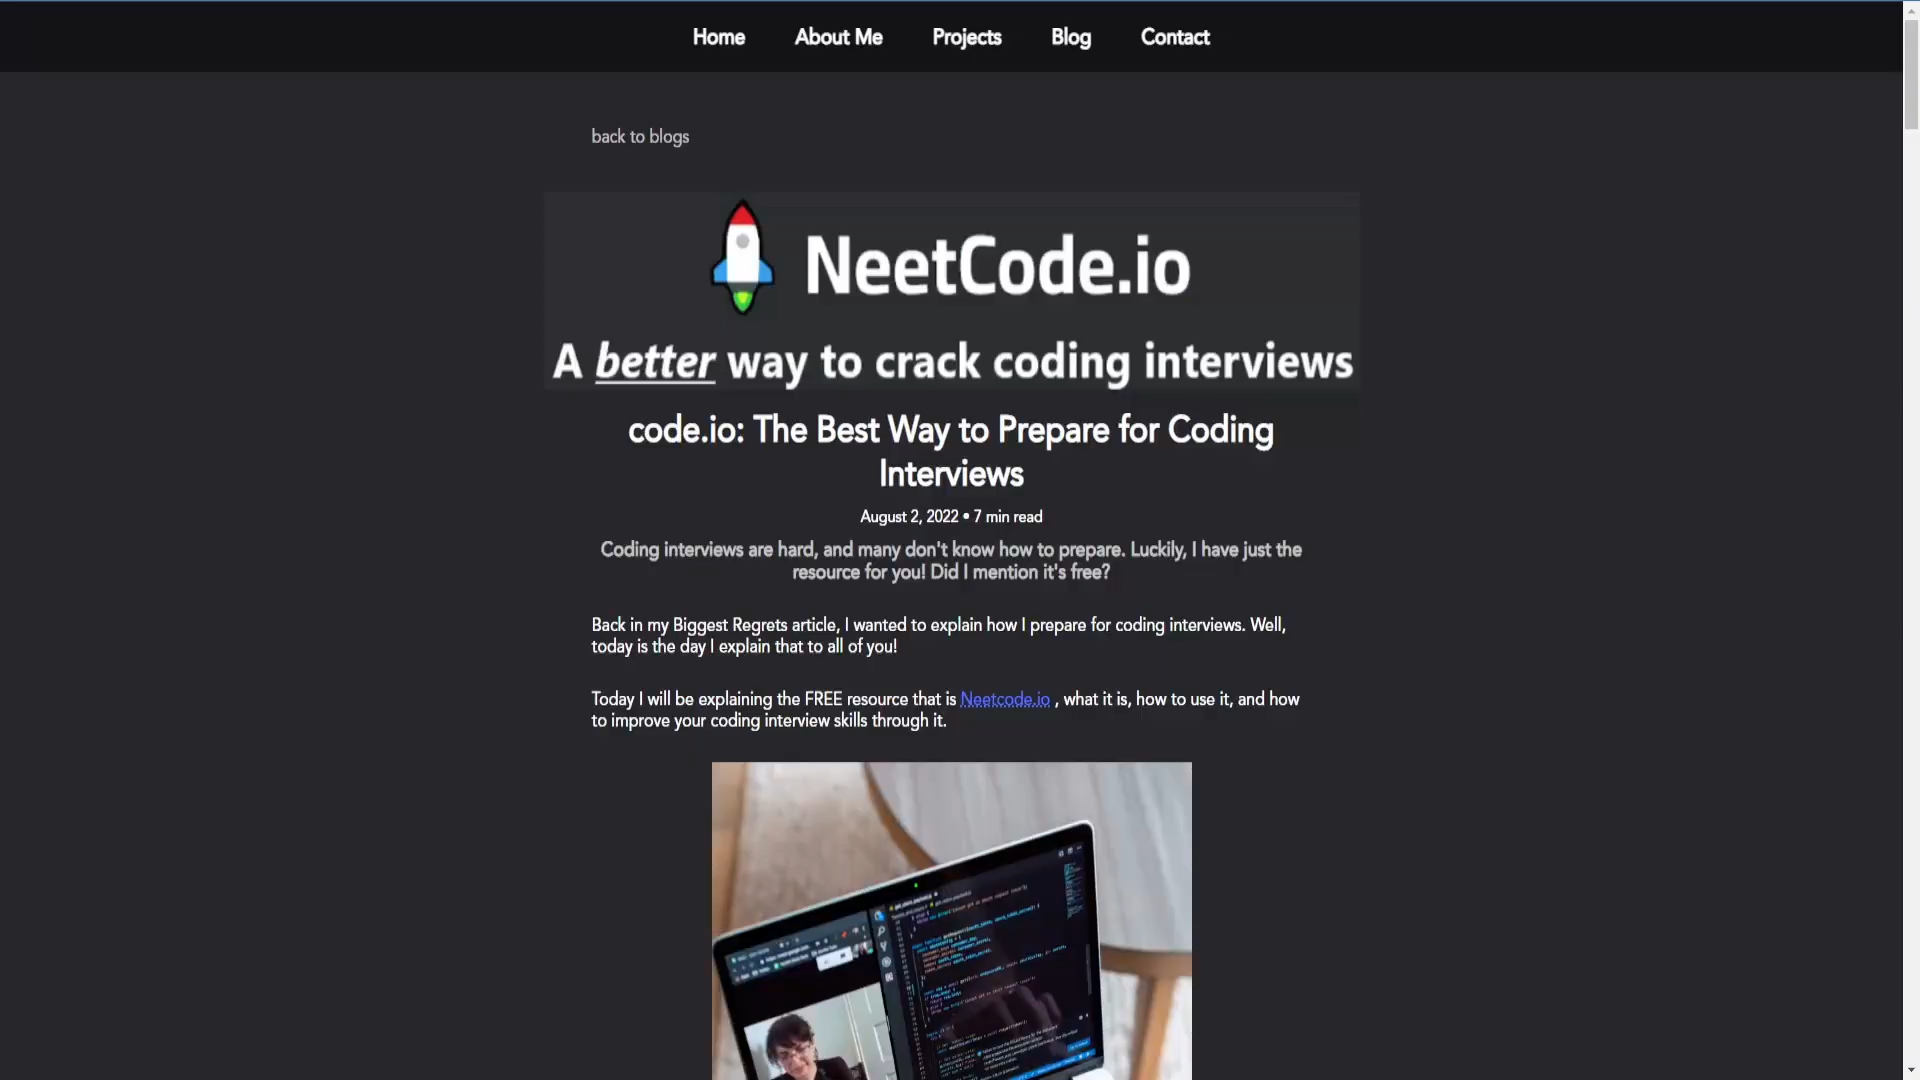 Home About Me Projects Blog Contact
back to blogs
NeetCode.io
A better way to crack coding interviews
code.io: The Best Way to Prepare for Coding
Interviews
August 2, 2022 • 7 min read
Coding interviews are hard, and many don't know how to prepare. Luckily, I have just the
resource for you! Did I mention it's free?
Back in my Biggest Regrets article, I wanted to explain how I prepare for coding interviews. Well,
today is the day I explain that to all of you!
Today I will be explaining the FREE resource that is Neetcode.io , what it is, how to use it, and how
to improve your coding interview skills through it.